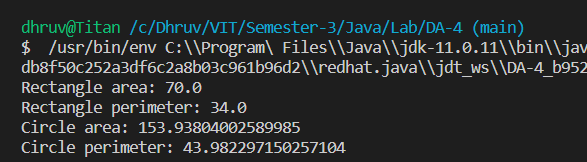 dhruv@Titan /c/Dhruv/VIT/Semester-3/Java/Lab/DA-4 (main)
$  /usr/bin/env C:\\Program\ Files\\Java\\jdk-11.0.11\\bin\\jav
db8f50c252a3df6c2a8b03c961b96d2\\redhat.java\\jdt_ws\\DA-4_b952
Rectangle area: 70.0
Rectangle perimeter: 34.0
Circle area: 153.93804002589985
Circle perimeter: 43.982297150257104